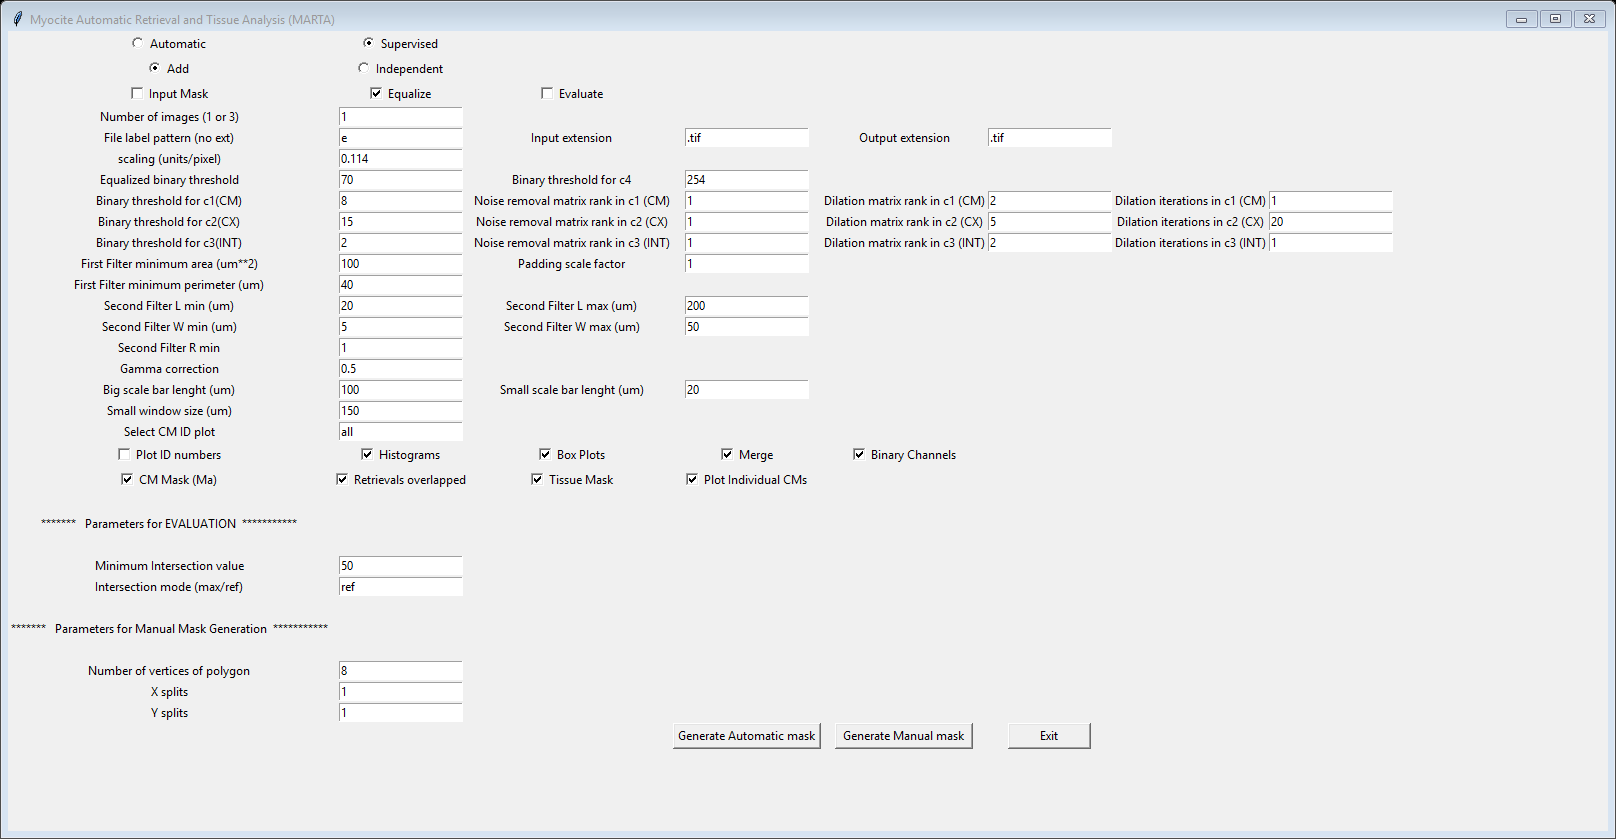 Myocite Automatic Retrieval and Tissue Analysis (MARTA)
Automatic Supervised
Add Independent
Input Mask Equalize Evaluate
Number of images (1 or 3) 1
File label pattern (no ext) e Input extension .tif Output extension .tif
scaling (units/pixel) 0.114
Equalized binary threshold 70 Binary threshold for c4 254
Binary threshold for c1(CM) 8 Noise removal matrix rank in c1 (CM) 1 Dilation matrix rank in c1 (CM) 2 Dilation iterations in c1 (CM) 1
Binary threshold for c2(CX) 15 Noise removal matrix rank in c2 (CX) 1 Dilation matrix rank in c2 (CX) 5 Dilation iterations in c2 (CX) 20
Binary threshold for c3(INT) 2 Noise removal matrix rank in c3 (INT) 1 Dilation matrix rank in c3 (INT) 2 Dilation iterations in c3 (INT) 1
First Filter minimum area (um**2) 100 Padding scale factor 1
First Filter minimum perimeter (um) 40
Second Filter L min (um) 20 Second Filter L max (um) 200
Second Filter W min (um) 5 Second Filter W max (um) 50
Second Filter R min 1
Gamma correction 0.5
Big scale bar lenght (um) 100 Small scale bar lenght (um) 20
Small window size (um) 150
Select CM ID plot all
Plot ID numbers Histograms Box Plots Merge Binary Channels
CM Mask (Ma) Retrievals overlapped Tissue Mask Plot Individual CMs
******* Parameters for EVALUATION ***********
Minimum Intersection value 50
Intersection mode (max/ref) ref
******* Parameters for Manual Mask Generation ***********
Number of vertices of polygon 8
X splits 1
Y splits 1
Generate Automatic mask Generate Manual mask Exit